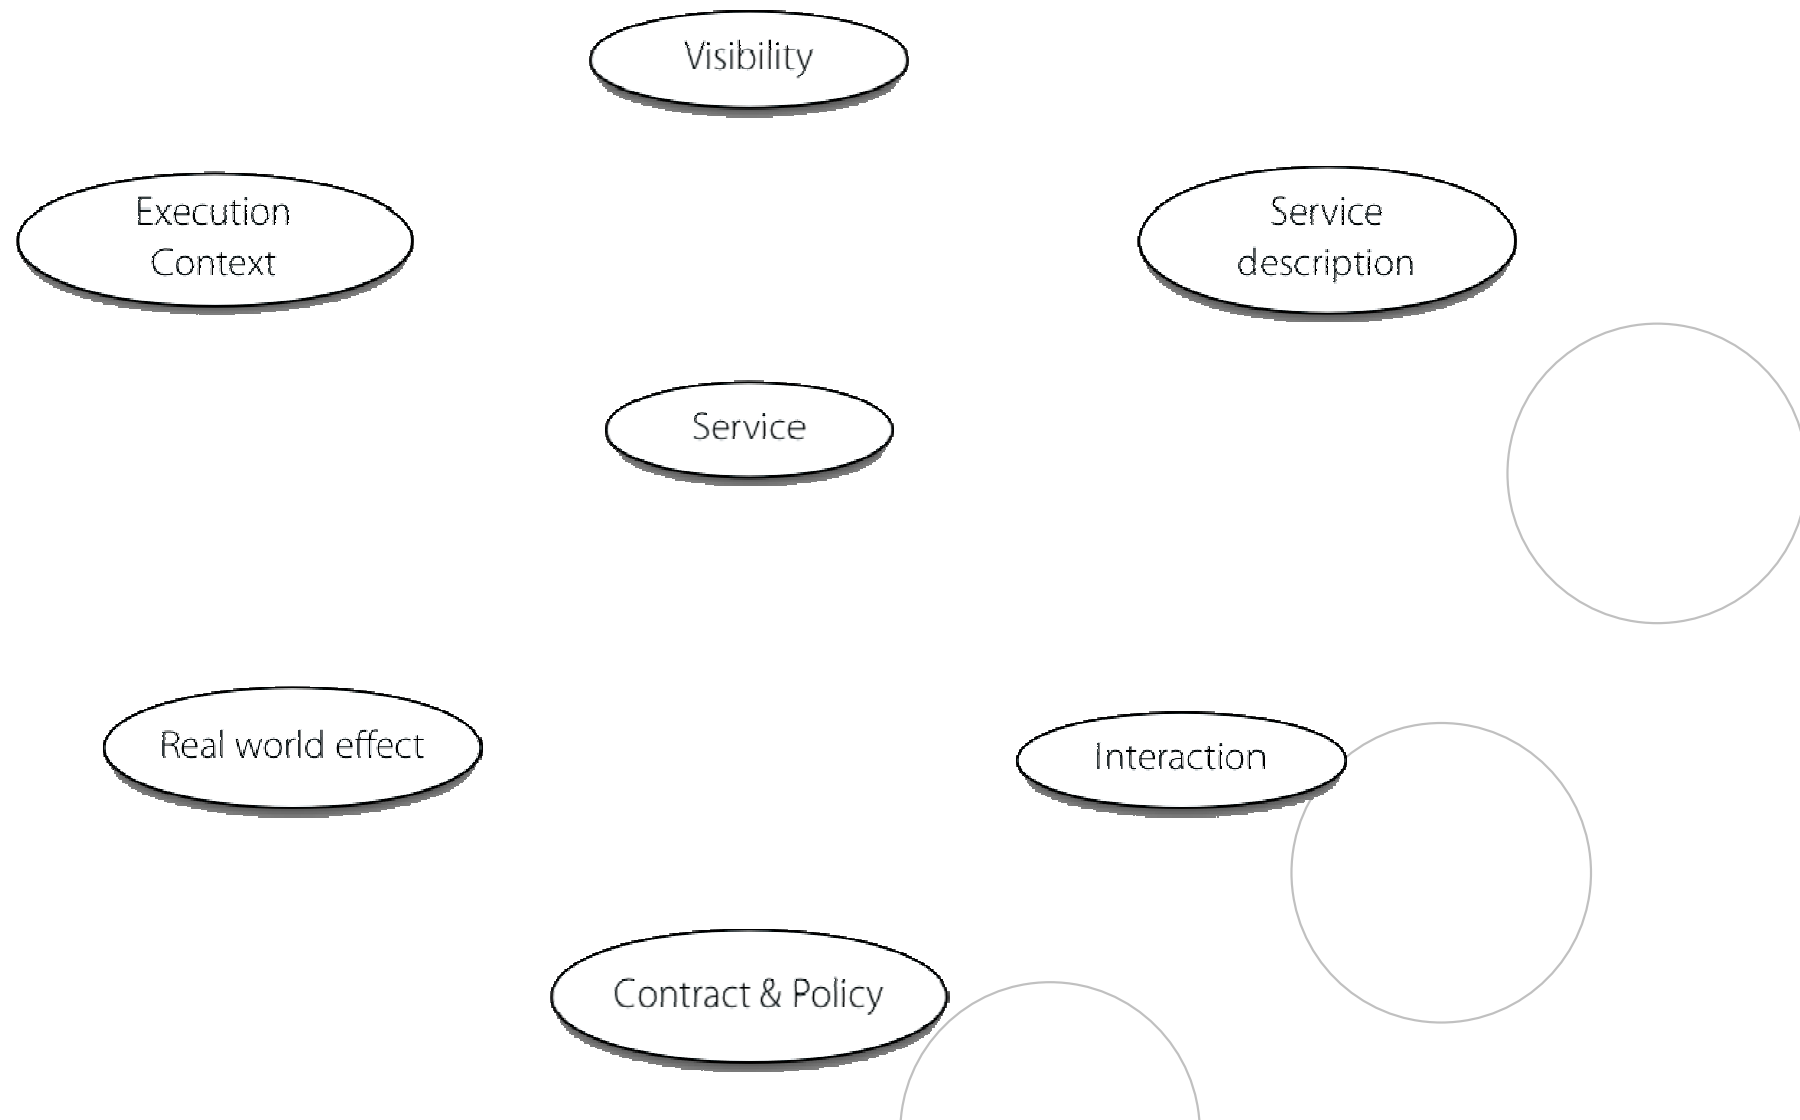 Visibility
Execution
Context
Service
description
Service
Real world effect
Interaction
Contract & Policy